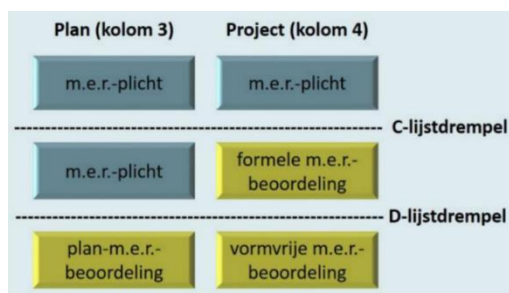 Plan (kolom 3) Project (kolom 4)
m.e.r.-plicht m.e.r.-plicht
C-lijstdrempel
m.e.r.-plicht
formele m.e.r.-
beoordeling
D-lijstdrempel
plan-m.e.r.-
beoordeling
vormvrije m.e.r.-
beoordeling